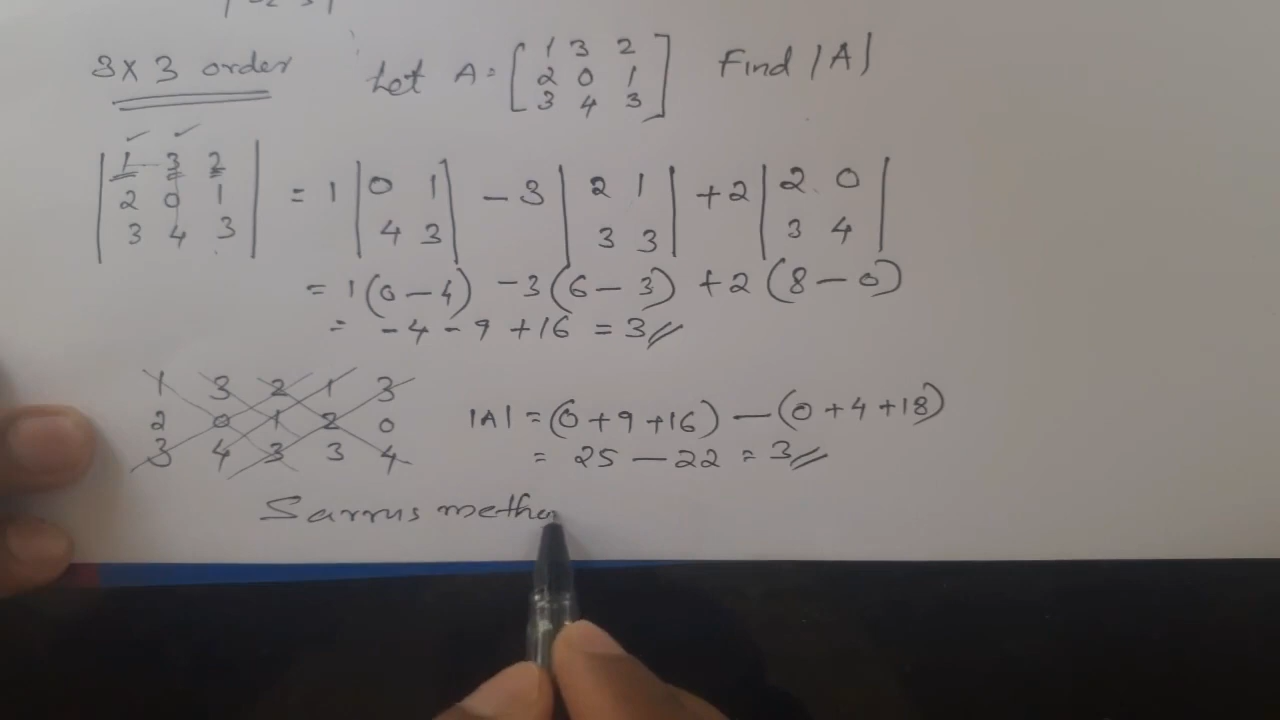 3×3 order Let A = [ 1 3 2
2 0 1
3 4 3 ] Find |A|
| 1 3 2
2 0 1
3 4 3 | = 1 | 0 1
4 3 | - 3 | 2 1
3 3 | + 2 | 2 0
3 4 |
= 1 (0 - 4) - 3 (6 - 3) + 2 (8 - 0)
= - 4 - 9 + 16 = 3 //
1 3 2 1 3
2 0 1 2 0
3 4 3 3 4
|A| = (0 + 9 + 16) - (0 + 4 + 18)
= 25 - 22 = 3 //
Sarrus metho